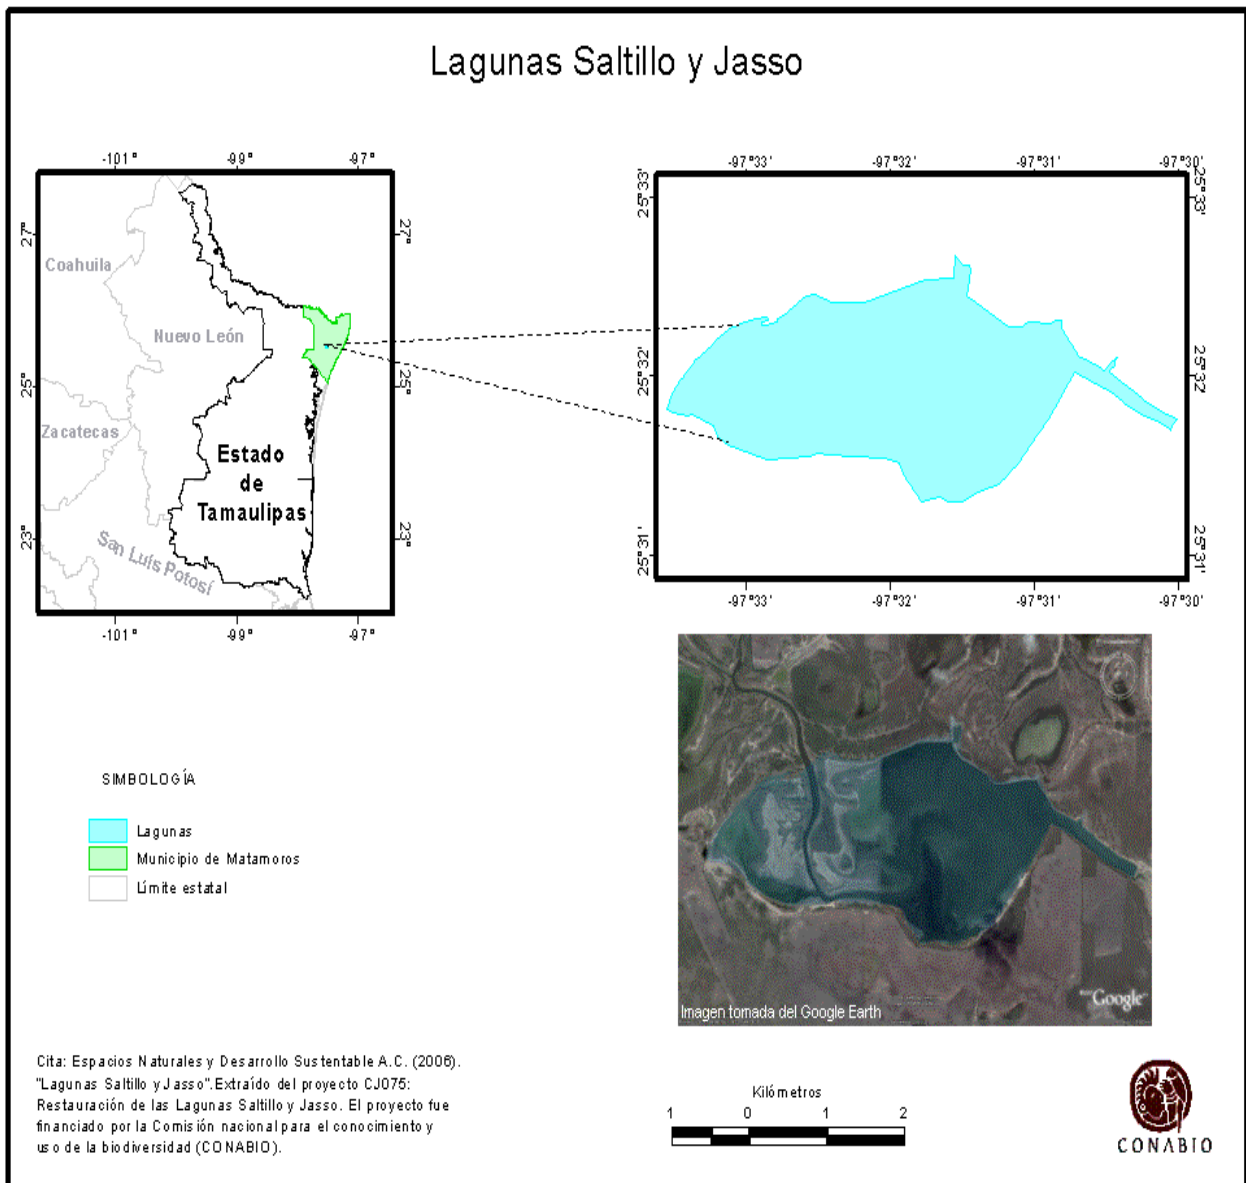 Lagunas Saltillo y Jasso
-101° -99° -97°
27° 27°
25° 25°
23° 23°
-101° -99° -97°
Coahuila
Nuevo León
Zacatecas
San Luís Potosí
Estado
de
Tamaulipas
-97°33' -97°32' -97°31' -97°30'
25°33' 25°33'
25°32' 25°32'
25°31' 25°31'
-97°33' -97°32' -97°31' -97°30'
SIMBOLOGÍA
Lagunas
Municipio de Matamoros
Límite estatal
Google
Imagen tomada del Google Earth
Cita: Espacios Naturales y Desarrollo Sustentable A.C. (2006).
"Lagunas Saltillo y Jasso".Extraído del proyecto CJ075:
Restauración de las Lagunas Saltillo y Jasso. El proyecto fue
financiado por la Comisión nacional para el conocimiento y
uso de la biodiversidad (CONABIO).
Kilómetros
1 0 1 2
CONABIO